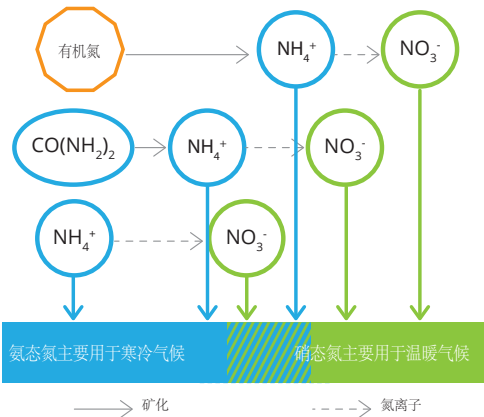 有机氮
NH4+
NO3-
CO(NH2)2
NH4+
NO3-
NH4+
NO3-
氨态氮主要用于寒冷气候
硝态氮主要用于温暖气候
矿化
氮离子